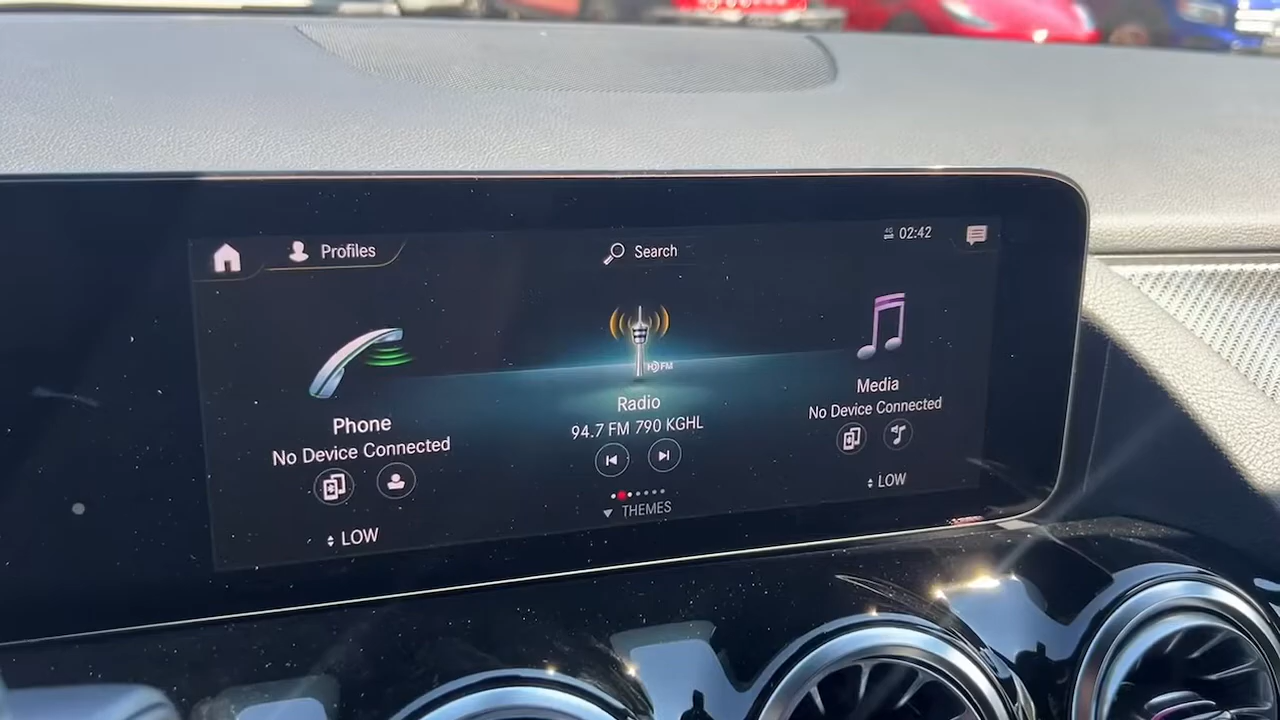 Profiles
Search
4G 02:42
HD FM
Phone
No Device Connected
Radio
94.7 FM 790 KGHL
Media
No Device Connected
LOW
THEMES
LOW